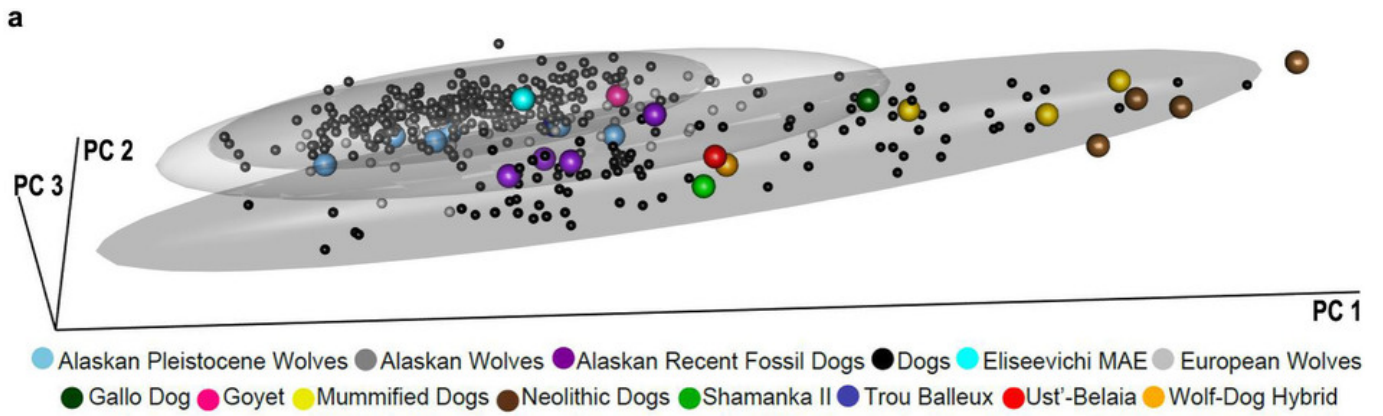 a
PC 2
PC 3
PC 1
Alaskan Pleistocene Wolves Alaskan Wolves Alaskan Recent Fossil Dogs Dogs Eliseevichi MAE European Wolves
Gallo Dog Goyet Mummified Dogs Neolithic Dogs Shamanka II Trou Balleux Ust'-Belaia Wolf-Dog Hybrid